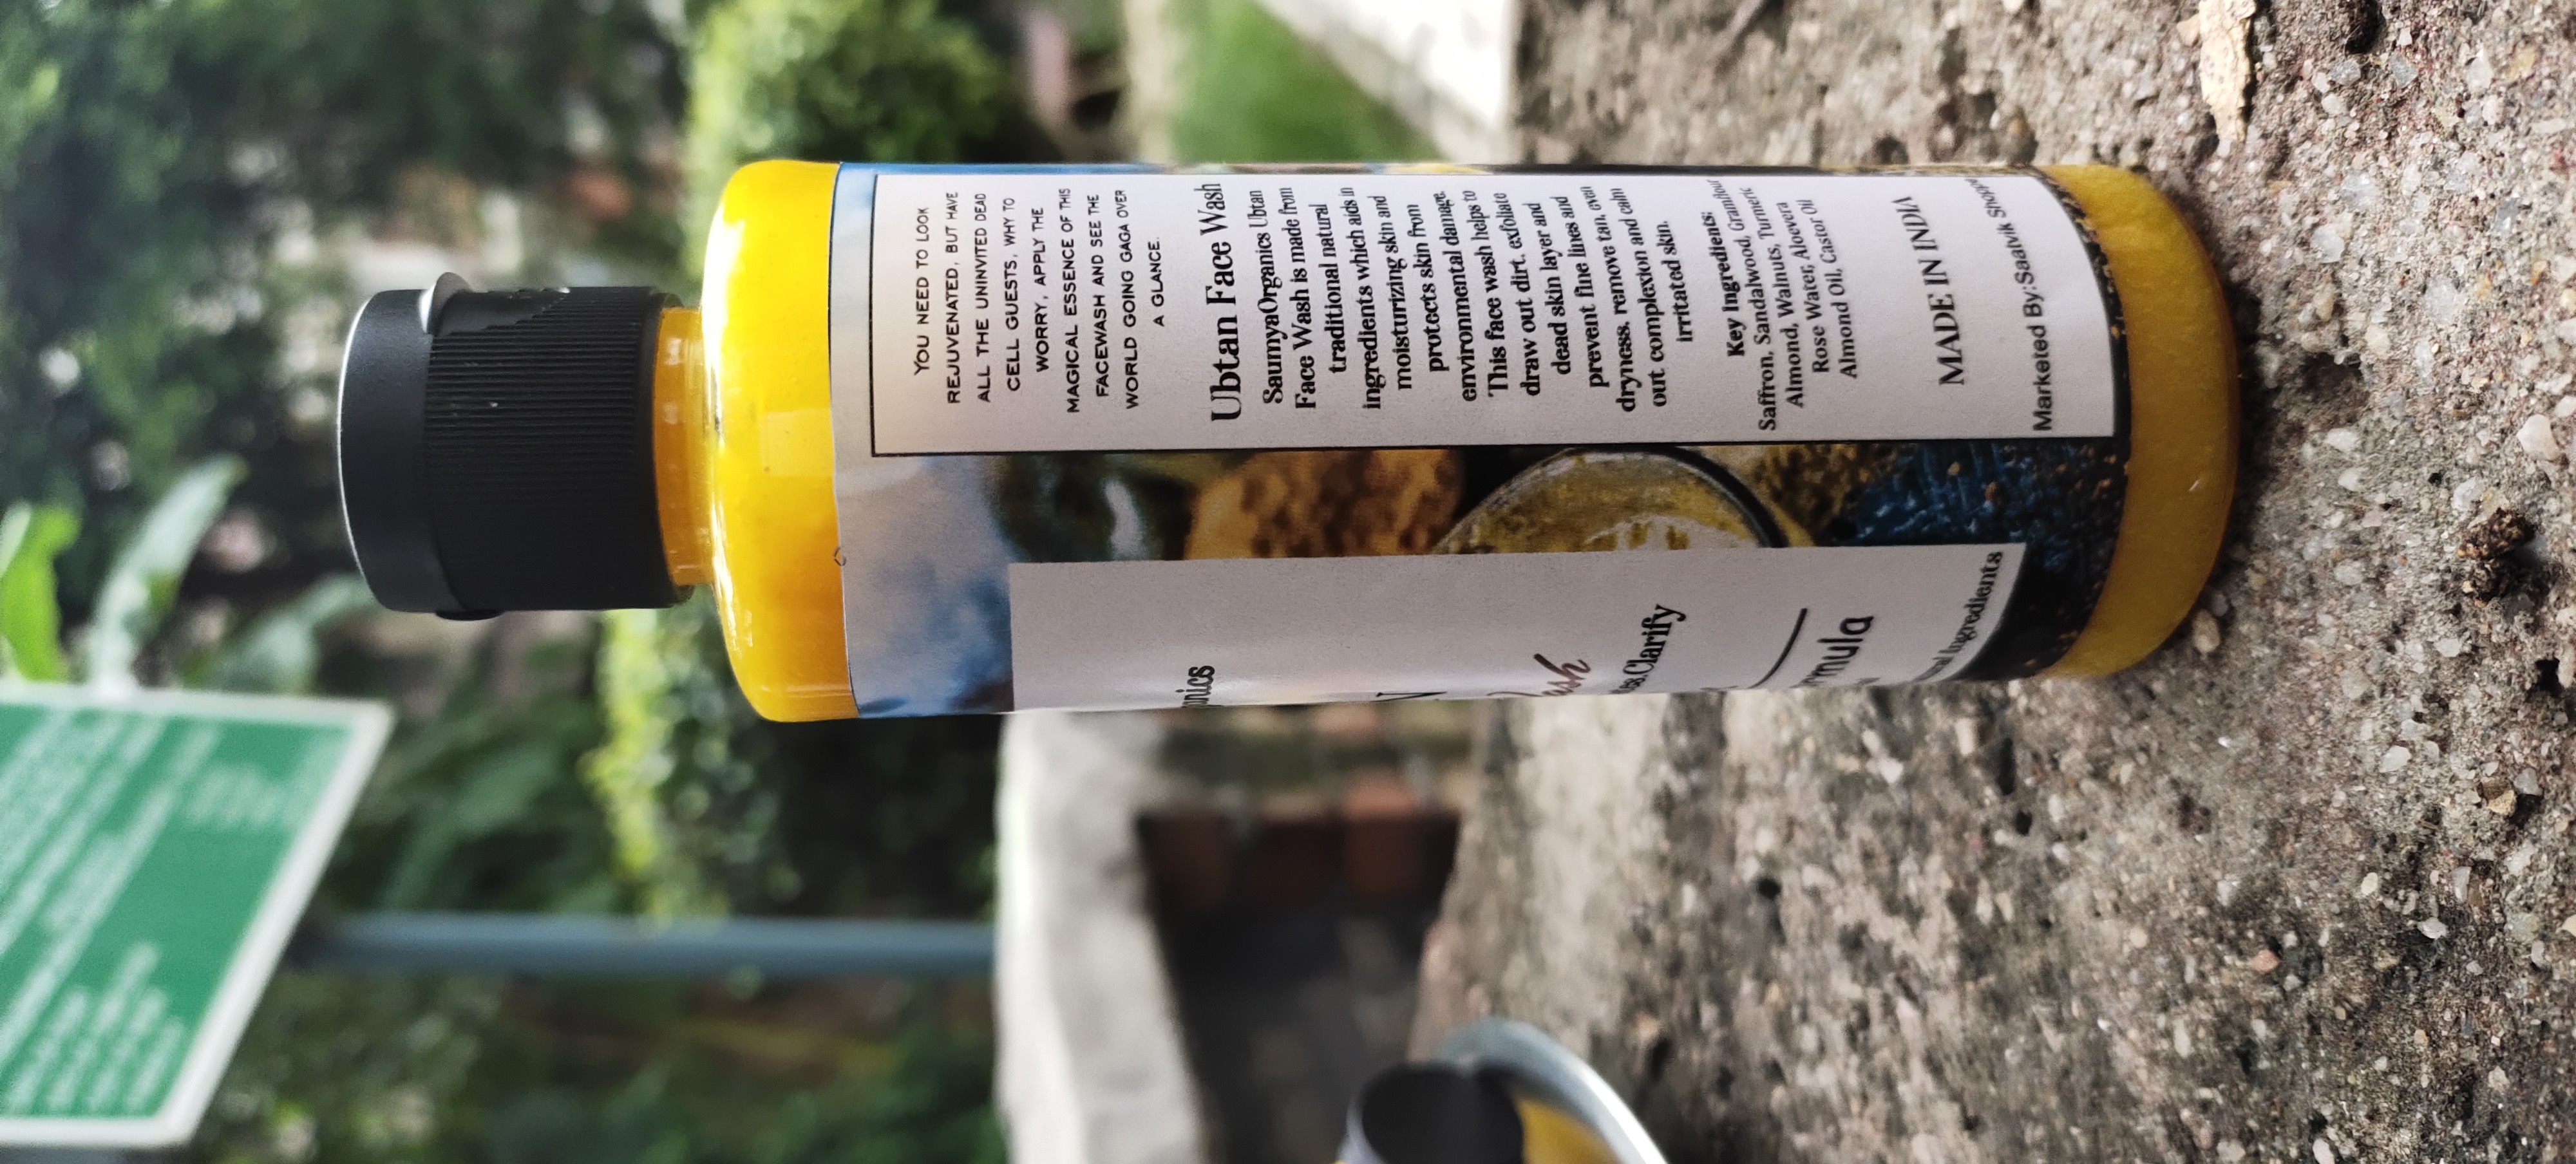 YOU NEED TO LOOK
REJUVENATED, BUT HAVE
ALL THE UNINVITED DEAD
CELL GUESTS, WHY TO
WORRY, APPLY THE
MAGICAL ESSENCE OF THIS
FACEWASH AND SEE THE
WORLD GOING GAGA OVER
A GLANCE.
Ubtan Face Wash
SaumyaOrganics Ubtan
Face Wash is made from
traditional natural
ingredients which aids in
moisturizing skin and
protects skin from
environmental damage.
This face wash helps to
draw out dirt, exfoliate
dead skin layer and
prevent fine lines and
dryness, remove tan, even
out complexion and calm
irritated skin.
Key Ingredients:
Saffron, Sandalwood, Gramflour
Almond, Walnuts, Turmeric
Rose Water, Aloevera
Almond Oil, Castor Oil
MADE IN INDIA
Marketed By:Saatvik Shoppe
Clarify
Ingredients